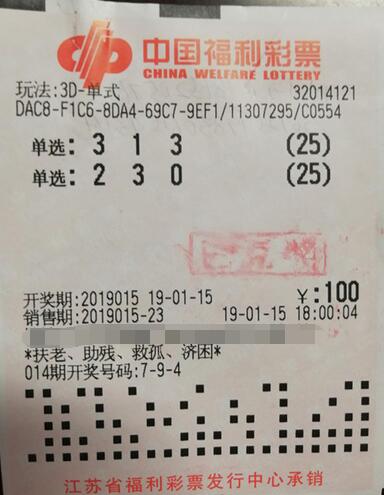 中国福利彩票
CHINA WELFARE LOTTERY
玩法:3D-单式 32014121
DAC8-F1C6-8DA4-69C7-9EF1/11307295/C0554
单选: 3 1 3 (25)
单选: 2 3 0 (25)
开奖期:2019015 19-01-15 ¥:100
销售期:2019015-23 19-01-15 18:00:04
*扶老、助残、救孤、济困*
014期开奖号码:7-9-4
江苏省福利彩票发行中心承销